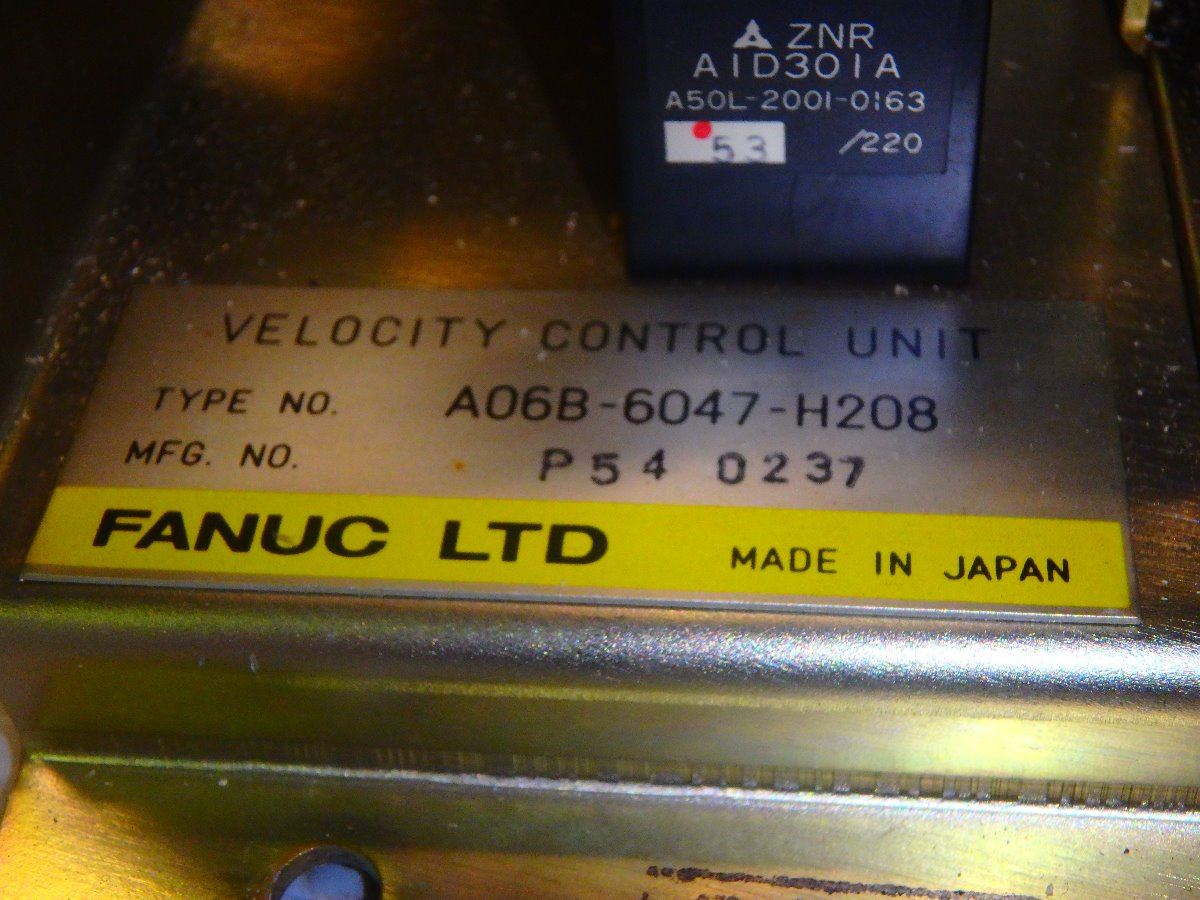 ZNR
A1D301A
A50L-2001-0163
53 /220
VELOCITY CONTROL UNIT
TYPE NO. A06B-6047-H208
MFG. NO. P54 0237
FANUC LTD MADE IN JAPAN